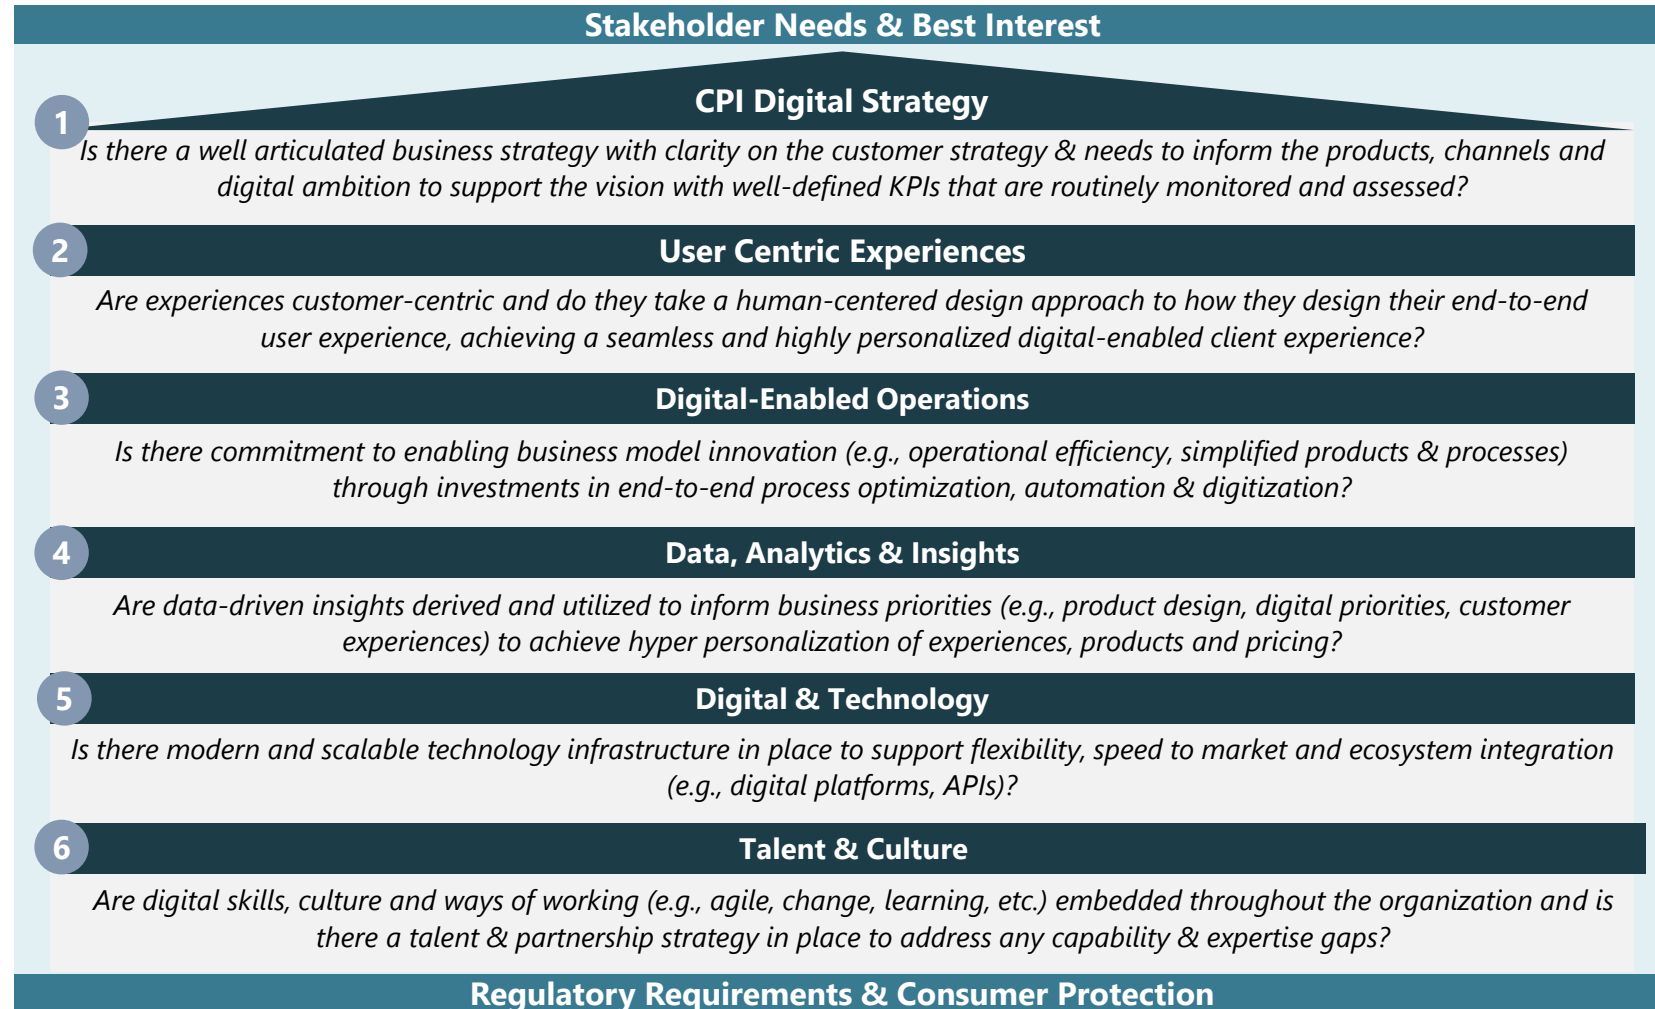 Stakeholder Needs & Best Interest
CPI Digital Strategy
1
Is there a well articulated business strategy with clarity on the customer strategy & needs to inform the products, channels and
digital ambition to support the vision with well-defined KPIs that are routinely monitored and assessed?
2
User Centric Experiences
Are experiences customer-centric and do they take a human-centered design approach to how they design their end-to-end
user experience, achieving a seamless and highly personalized digital-enabled client experience?
3
Digital-Enabled Operations
Is there commitment to enabling business model innovation (e.g., operational efficiency, simplified products & processes)
through investments in end-to-end process optimization, automation & digitization?
4
Data, Analytics & Insights
Are data-driven insights derived and utilized to inform business priorities (e.g., product design, digital priorities, customer
experiences) to achieve hyper personalization of experiences, products and pricing?
5
Digital & Technology
Is there modern and scalable technology infrastructure in place to support flexibility, speed to market and ecosystem integration
(e.g., digital platforms, APIs)?
6
Talent & Culture
Are digital skills, culture and ways of working (e.g., agile, change, learning, etc.) embedded throughout the organization and is
there a talent & partnership strategy in place to address any capability & expertise gaps?
Regulatory Requirements & Consumer Protection